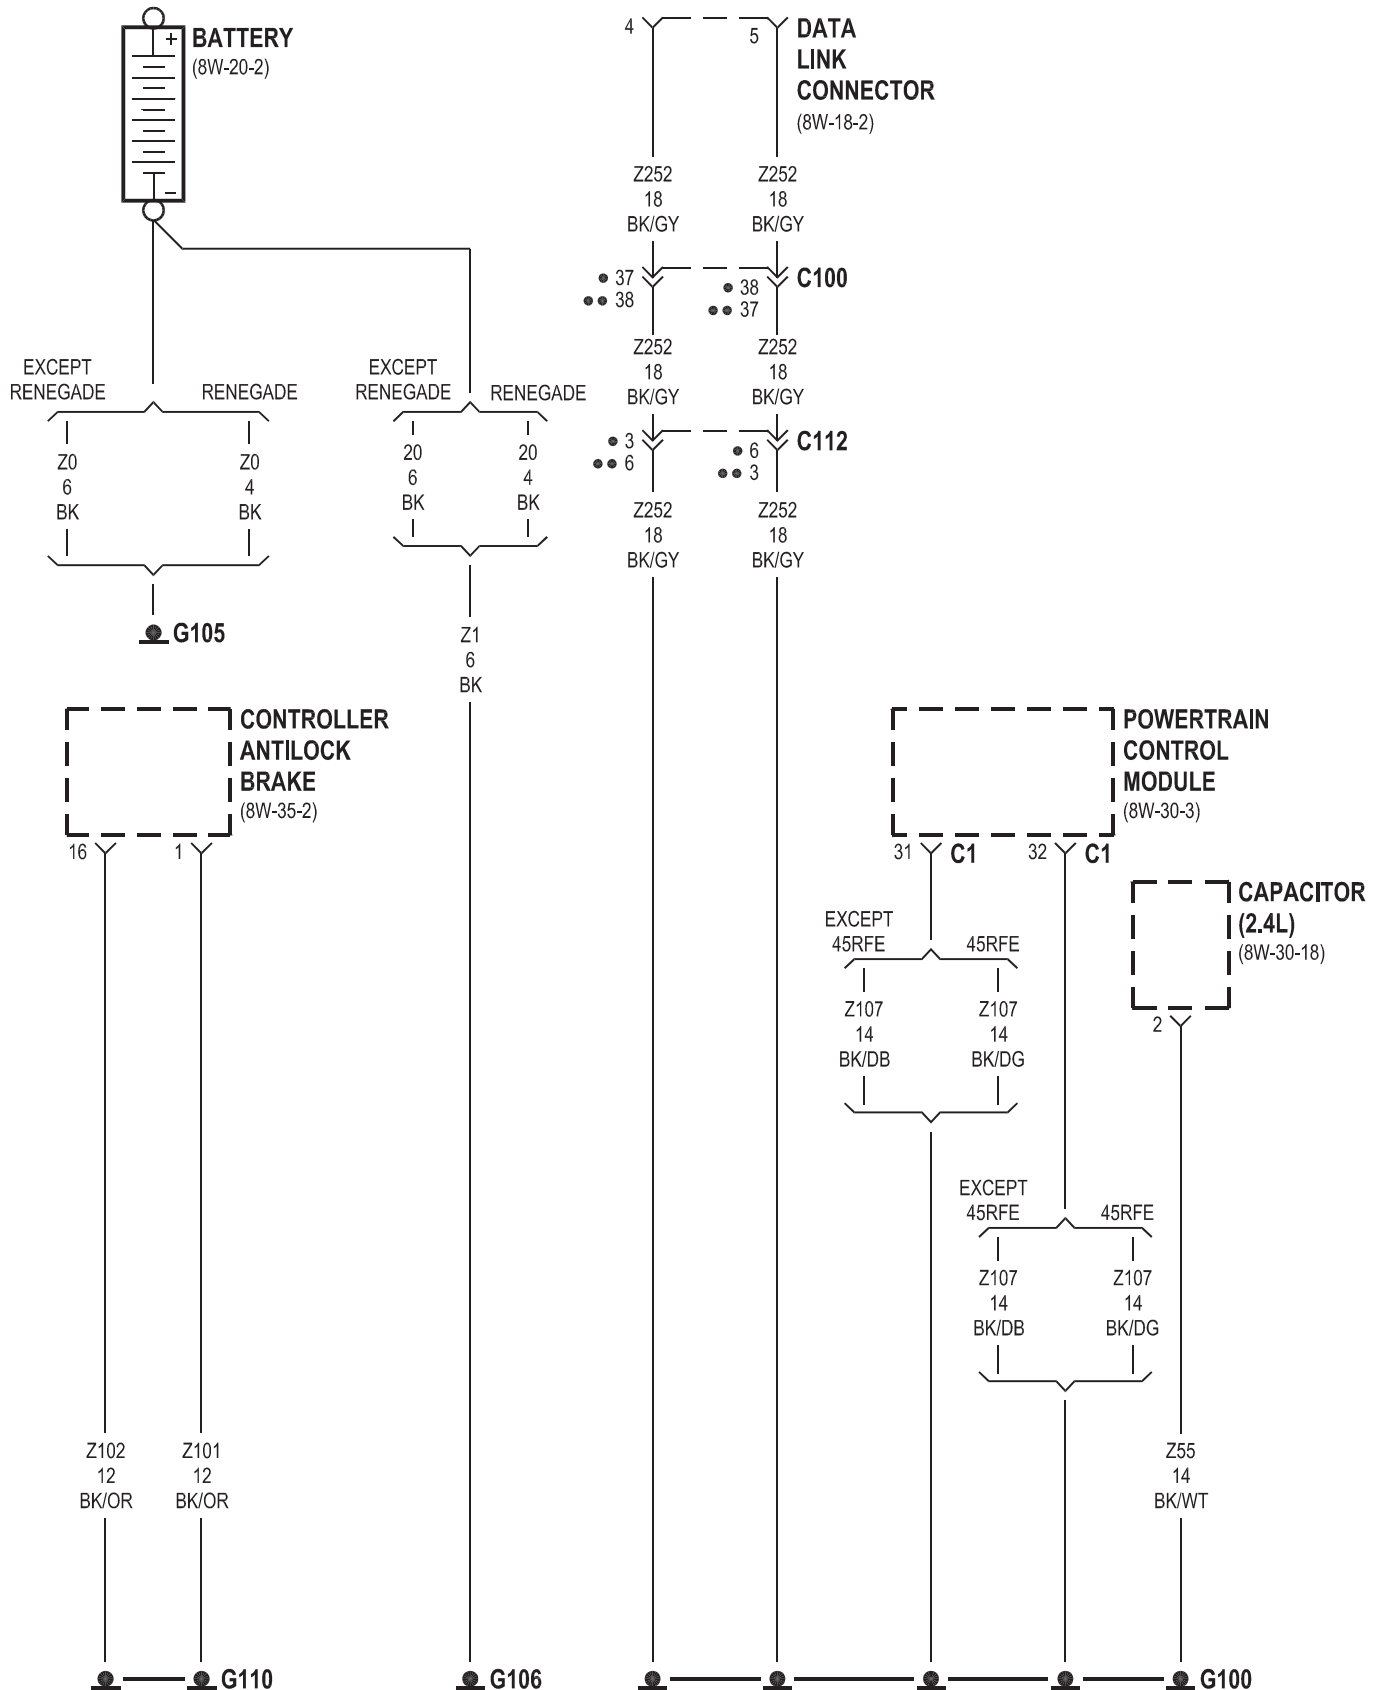 +
BATTERY
(8W-20-2)
−
4
5
DATA
LINK
CONNECTOR
(8W-18-2)
Z252
18
BK/GY
Z252
18
BK/GY
37
38
38
37
C100
Z252
18
BK/GY
Z252
18
BK/GY
3
6
6
3
C112
Z252
18
BK/GY
Z252
18
BK/GY
EXCEPT
RENEGADE
RENEGADE
Z0
6
BK
Z0
4
BK
G105
EXCEPT
RENEGADE
RENEGADE
20
6
BK
20
4
BK
Z1
6
BK
CONTROLLER
ANTILOCK
BRAKE
(8W-35-2)
16
1
POWERTRAIN
CONTROL
MODULE
(8W-30-3)
31
C1
32
C1
CAPACITOR
(2.4L)
(8W-30-18)
2
EXCEPT
45RFE
45RFE
Z107
14
BK/DB
Z107
14
BK/DG
EXCEPT
45RFE
45RFE
Z107
14
BK/DB
Z107
14
BK/DG
Z102
12
BK/OR
Z101
12
BK/OR
Z55
14
BK/WT
G110
G106
G100